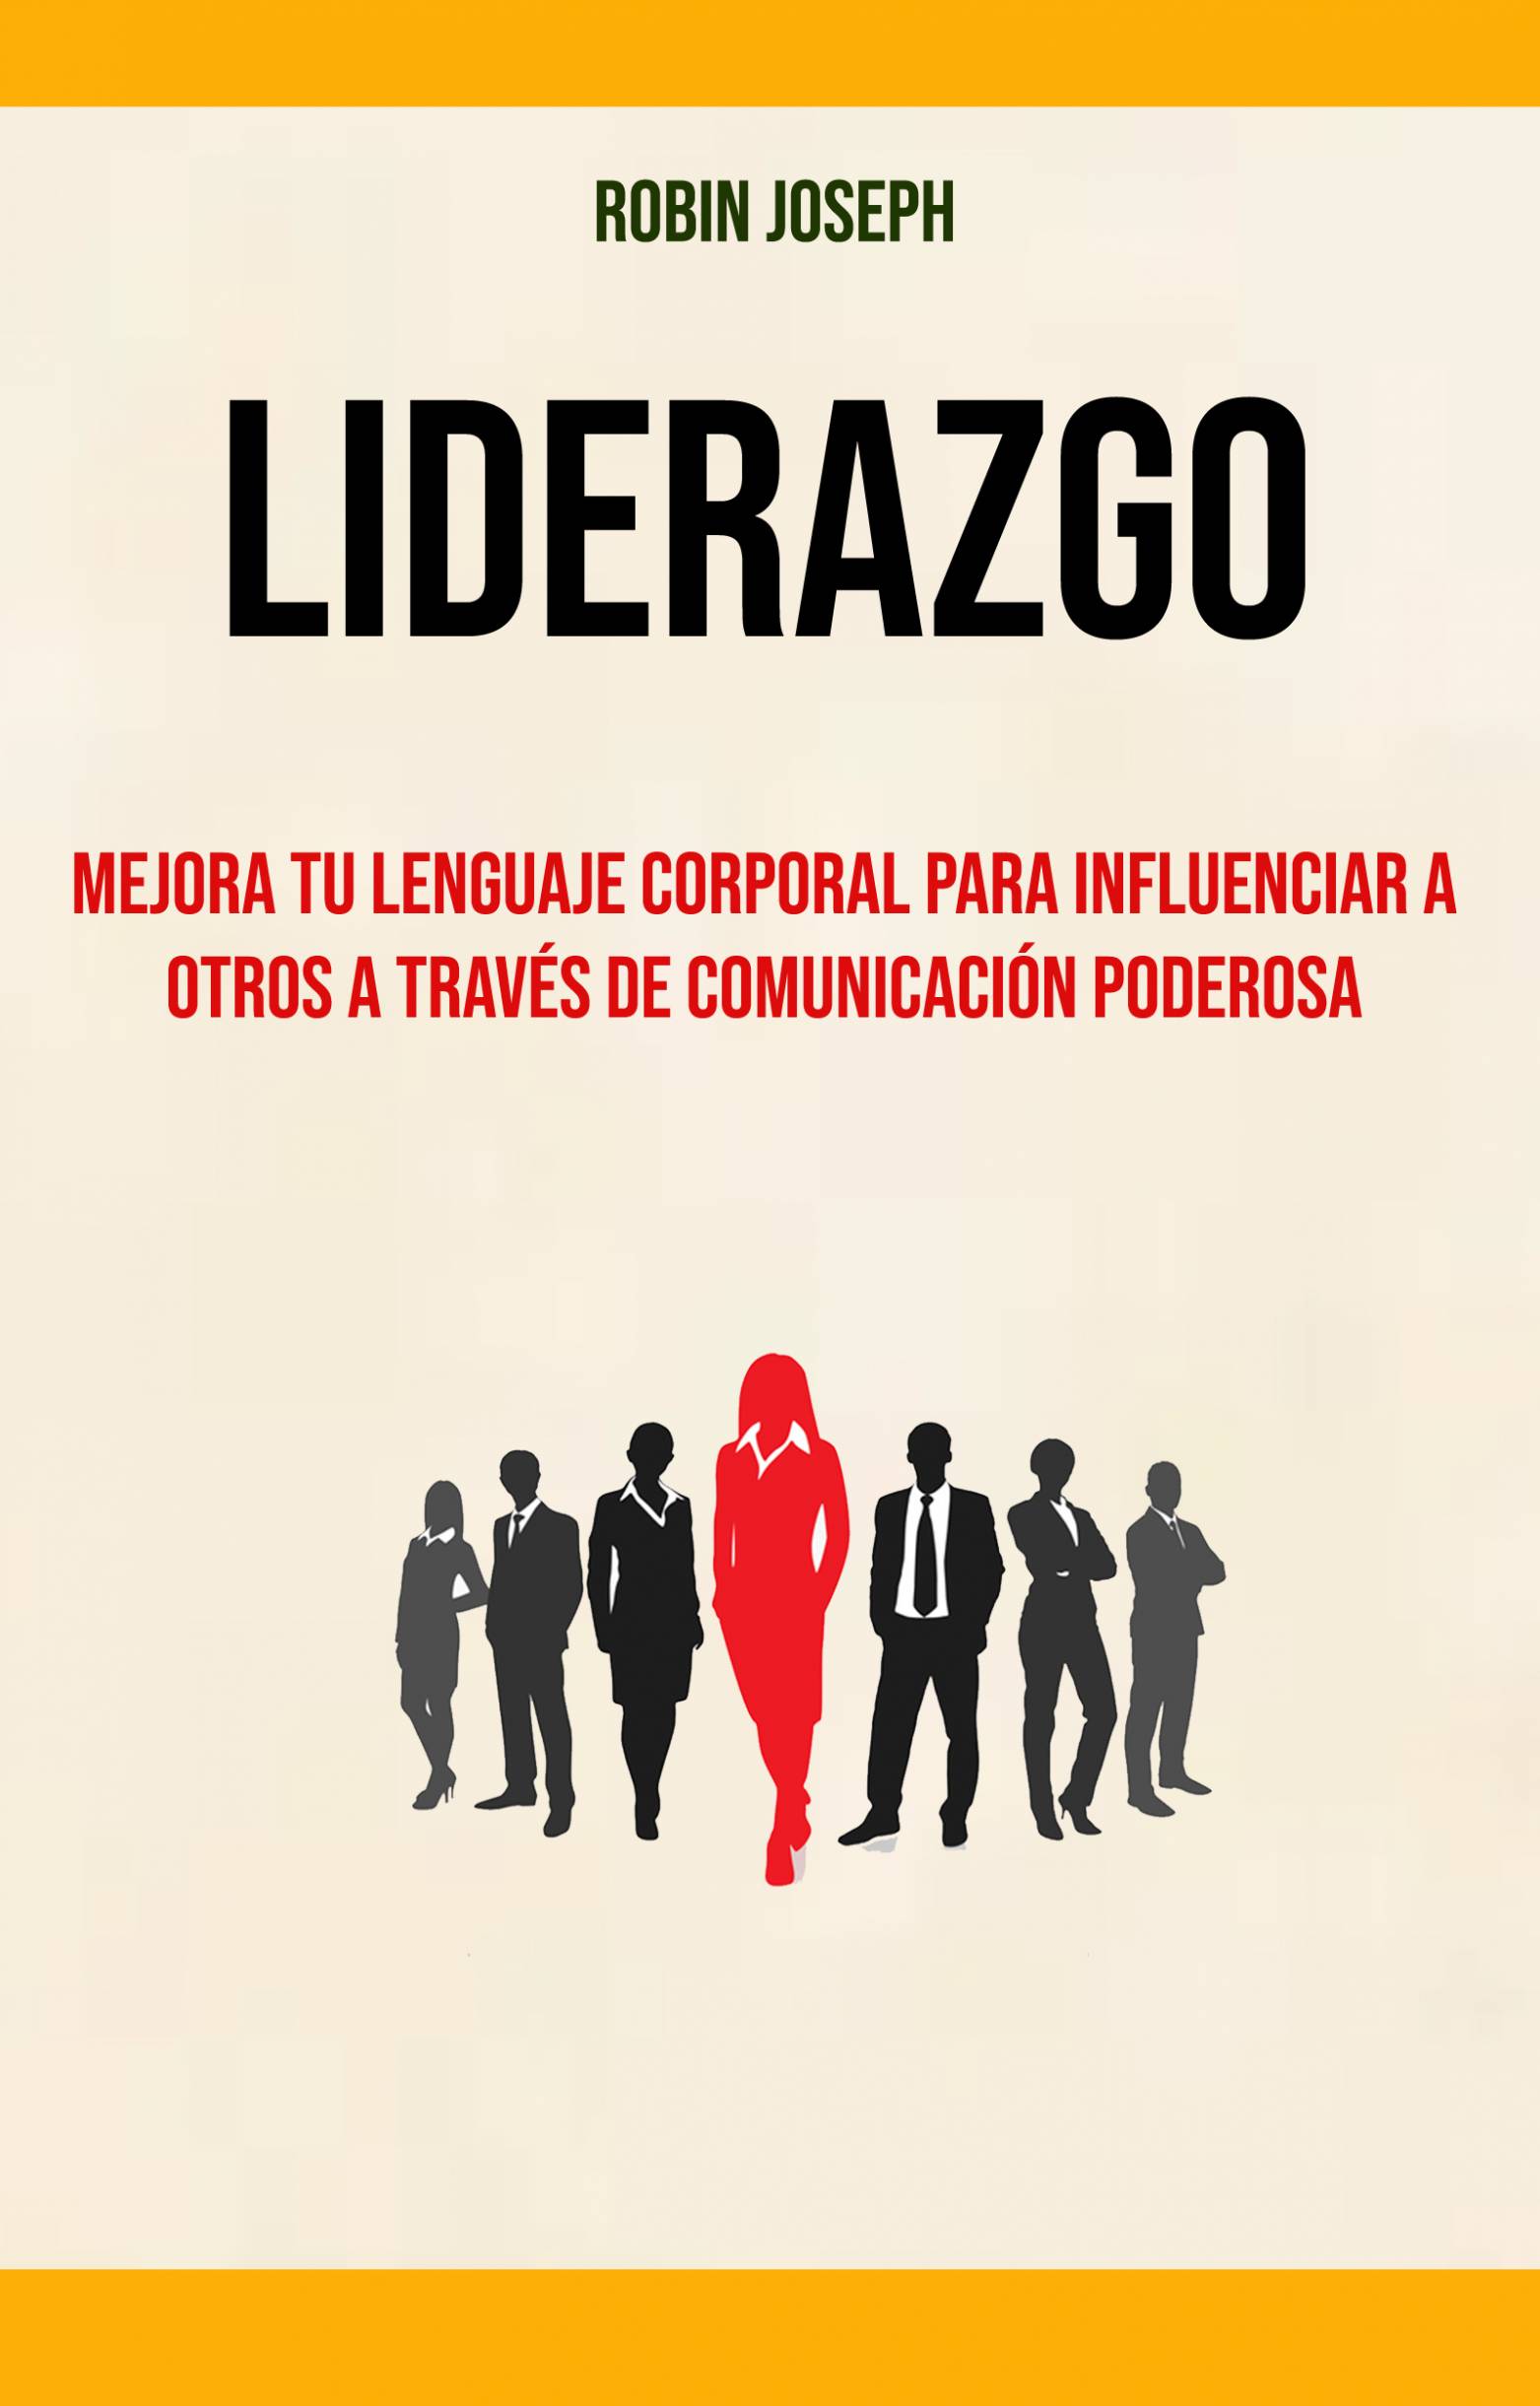 ROBIN JOSEPH
LIDERAZGO
MEJORA TU LENGUAJE CORPORAL PARA INFLUENCIAR A
OTROS A TRAVÉS DE COMUNICACIÓN PODEROSA